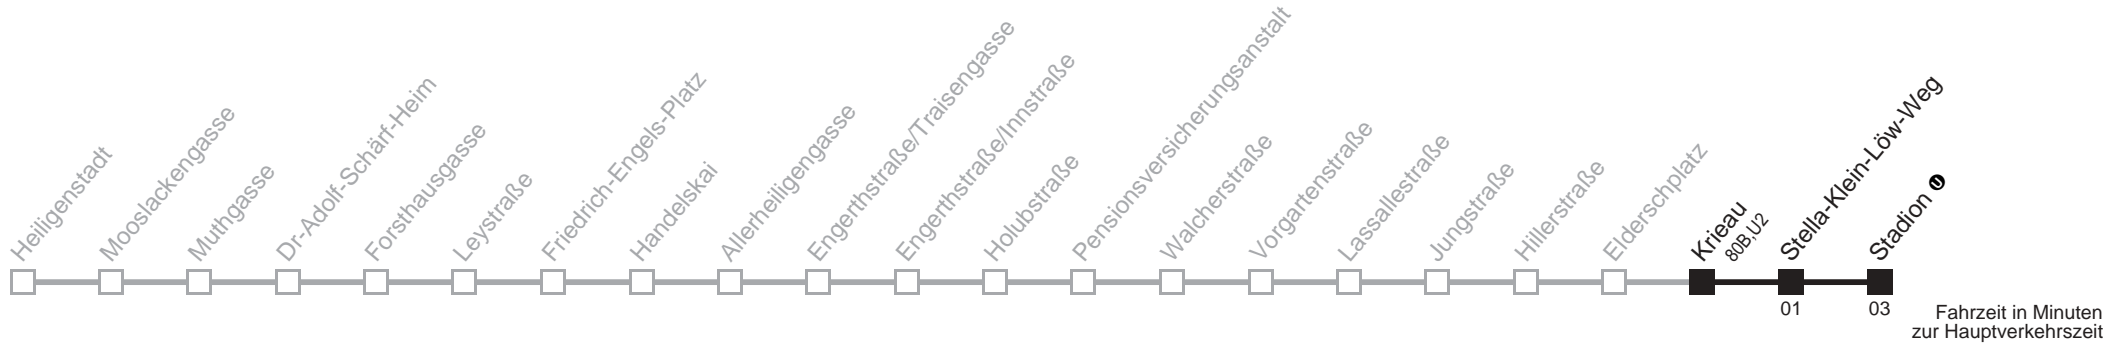 Heiligenstadt
Mooslackengasse
Muthgasse
Dr-Adolf-Schärf-Heim
Forsthausgasse
Leystraße
Friedrich-Engels-Platz
Handelskai
Allerheiligengasse
Engerthstraße/Traisengasse
Engerthstraße/Innstraße
Holubstraße
Pensionsversicherungsanstalt
Walcherstraße
Vorgartenstraße
Lassallestraße
Jungstraße
Hillerstraße
Elderschplatz
Krieau
80B,U2
Stella-Klein-Löw-Weg
Stadion U
01
03
Fahrzeit in Minuten
zur Hauptverkehrszeit